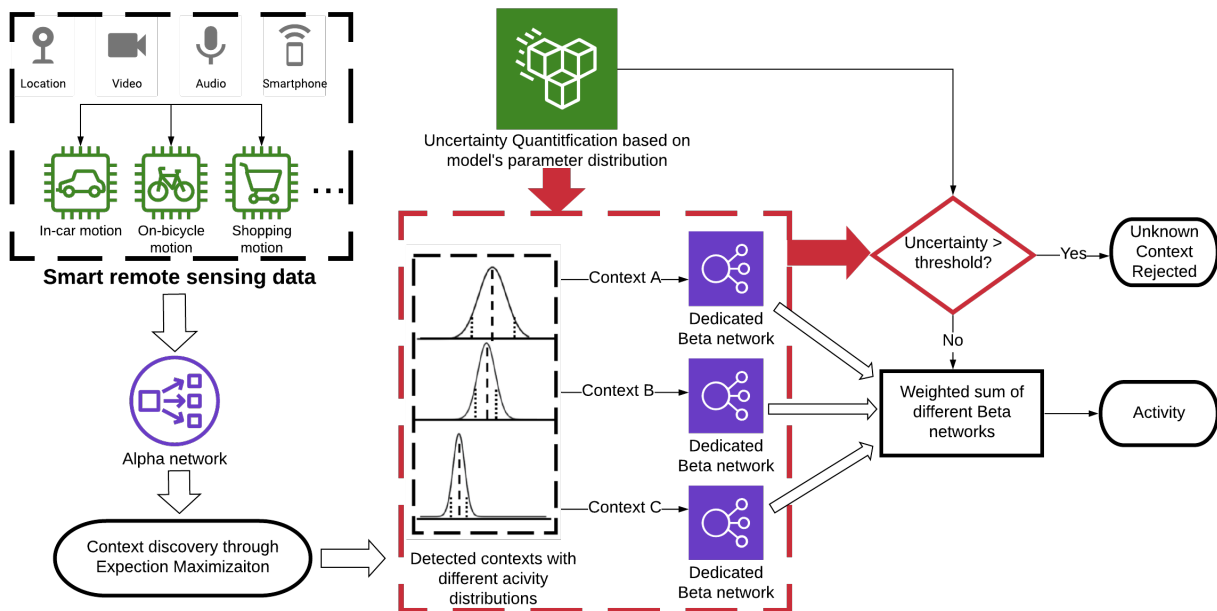 Location
Video
Audio
Smartphone
In-car motion
On-bicycle
motion
Shopping
motion
...
Smart remote sensing data
Alpha network
Context discovery through
Expection Maximizaiton
Uncertainty Quantitfication based on
model's parameter distribution
Context A
Context B
Context C
Detected contexts with
different acivity
distributions
Dedicated
Beta network
Dedicated
Beta network
Dedicated
Beta network
Uncertainty >
threshold?
Yes
Unknown
Context
Rejected
No
Weighted sum of
different Beta
networks
Activity